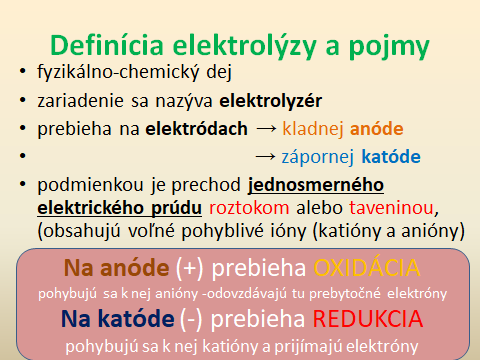 Definícia elektrolýzy a pojmy
• fyzikálno-chemický dej
• zariadenie sa nazýva elektrolyzér
• prebieha na elektródach → kladnej anóde
• → zápornej katóde
• podmienkou je prechod jednosmerného
elektrického prúdu roztokom alebo taveninou,
(obsahujú voľné pohyblivé ióny (katióny a anióny)
Na anóde (+) prebieha OXIDÁCIA
pohybujú sa k nej anióny -odovzdávajú tu prebytočné elektróny
Na katóde (-) prebieha REDUKCIA
pohybujú sa k nej katióny a prijímajú elektróny